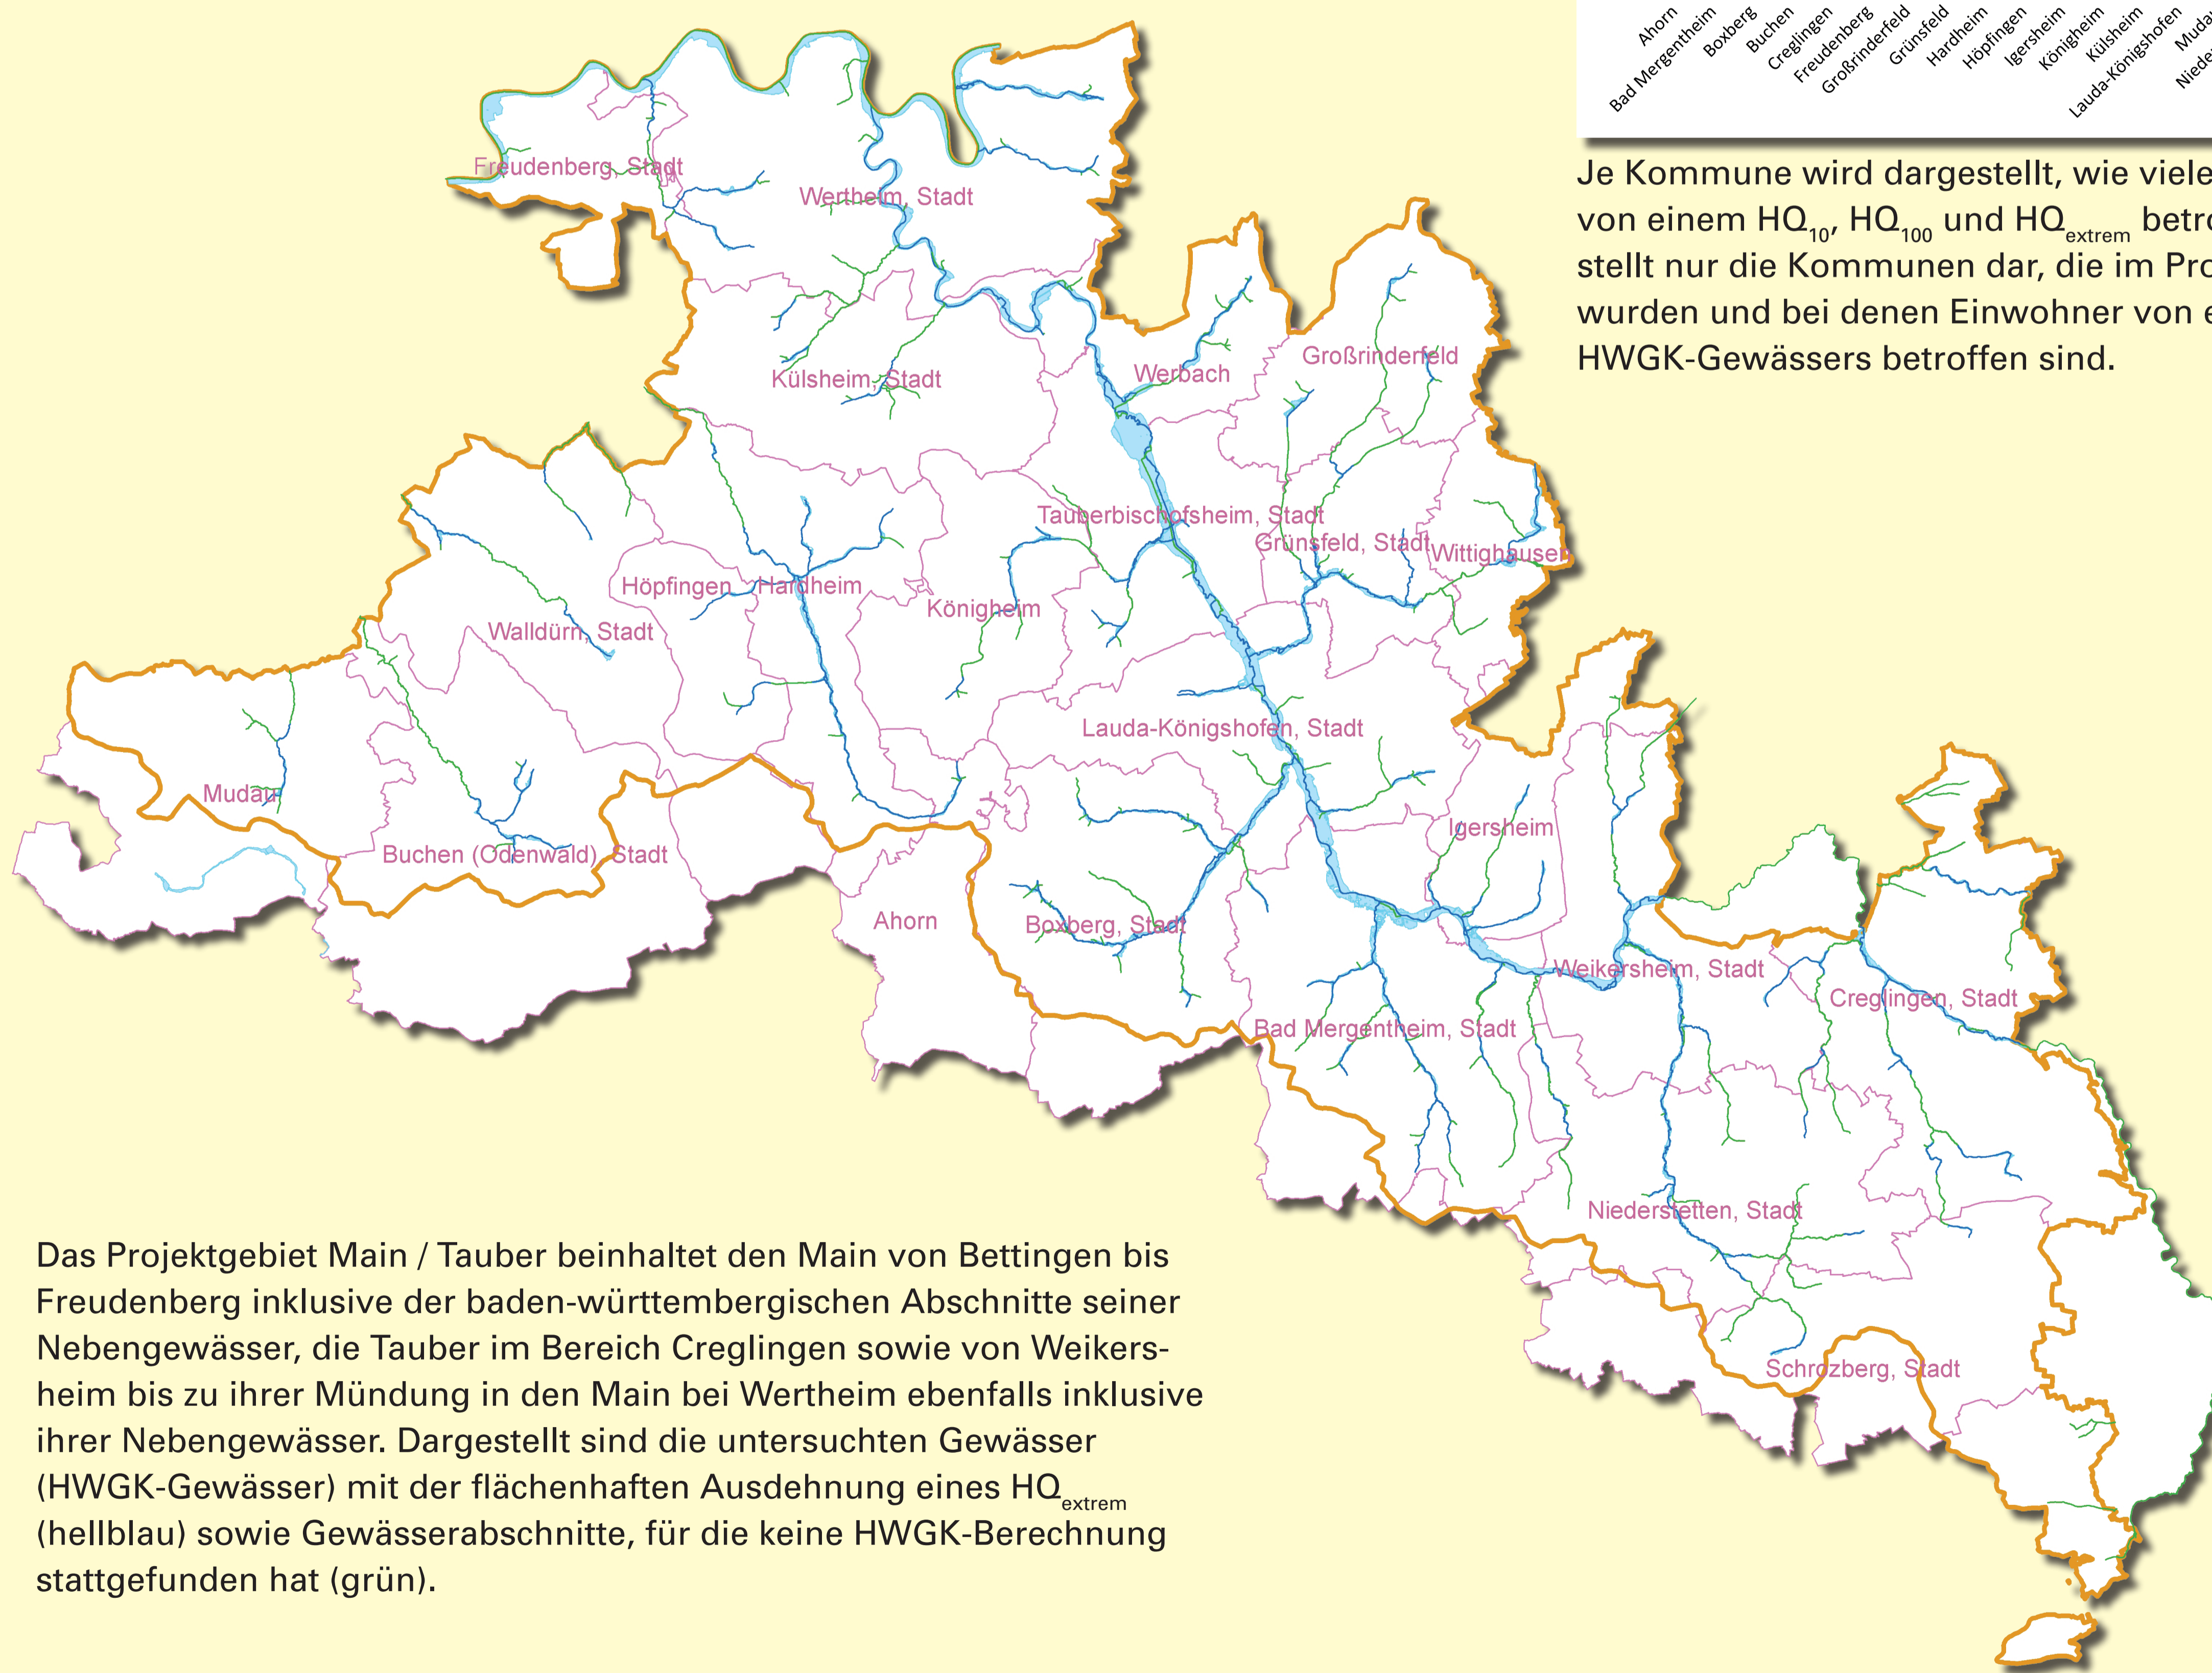 Ahorn
Bad Mergentheim
Boxberg
Buchen
Creglingen
Freudenberg
Großrinderfeld
Grünsfeld
Hardheim
Höpfingen
Igersheim
Königheim
Külsheim
Lauda-Königshofen
Mudau
Niede
Je Kommune wird dargestellt, wie viele
von einem HQ10, HQ100 und HQextrem betro
stellt nur die Kommunen dar, die im Pro
wurden und bei denen Einwohner von e
HWGK-Gewässers betroffen sind.
Freudenberg, Stadt
Wertheim, Stadt
Külsheim, Stadt
Werbach
Großrinderfeld
Tauberbischofsheim, Stadt
Grünsfeld, Stadt
Wittighausen
Höpfingen
Hardheim
Königheim
Walldürn, Stadt
Lauda-Königshofen, Stadt
Mudau
Buchen (Odenwald), Stadt
Igersheim
Ahorn
Boxberg, Stadt
Weikersheim, Stadt
Creglingen, Stadt
Bad Mergentheim, Stadt
Niederstetten, Stadt
Schrozberg, Stadt
Das Projektgebiet Main / Tauber beinhaltet den Main von Bettingen bis
Freudenberg inklusive der baden-württembergischen Abschnitte seiner
Nebengewässer, die Tauber im Bereich Creglingen sowie von Weikers-
heim bis zu ihrer Mündung in den Main bei Wertheim ebenfalls inklusive
ihrer Nebengewässer. Dargestellt sind die untersuchten Gewässer
(HWGK-Gewässer) mit der flächenhaften Ausdehnung eines HQextrem
(hellblau) sowie Gewässerabschnitte, für die keine HWGK-Berechnung
stattgefunden hat (grün).